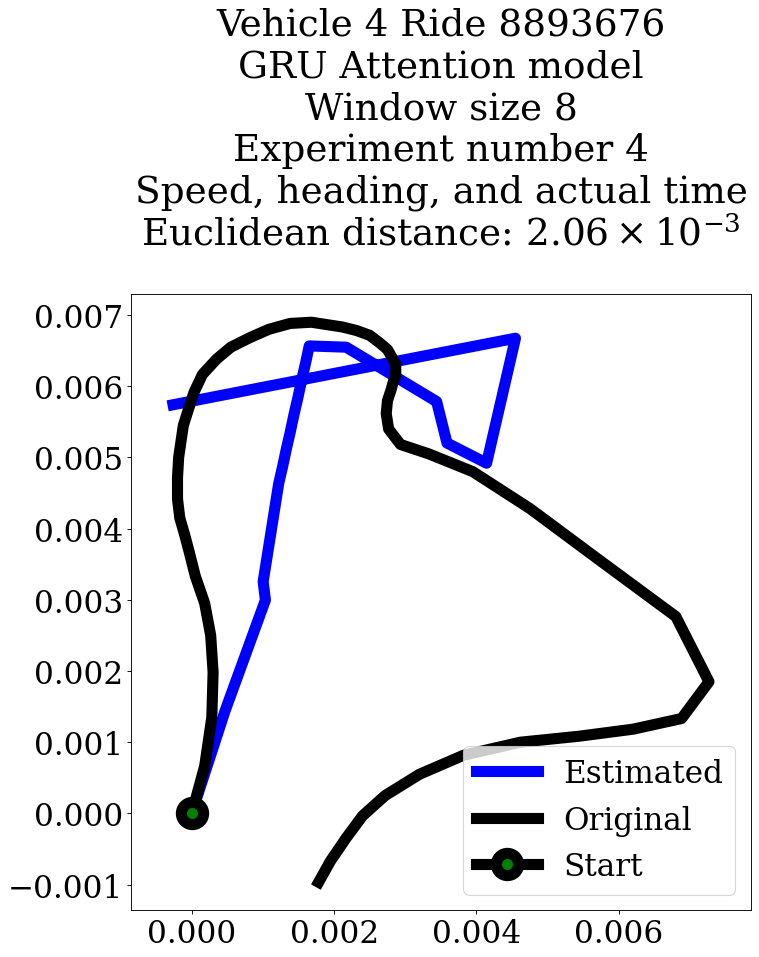 Vehicle 4 Ride 8893676
GRU Attention model
Window size 8
Experiment number 4
Speed, heading, and actual time
Euclidean distance: 2.06 × 10⁻³
0.007
0.006
0.005
0.004
0.003
0.002
0.001
0.000
−0.001
0.000 0.002 0.004 0.006
Estimated
Original
Start